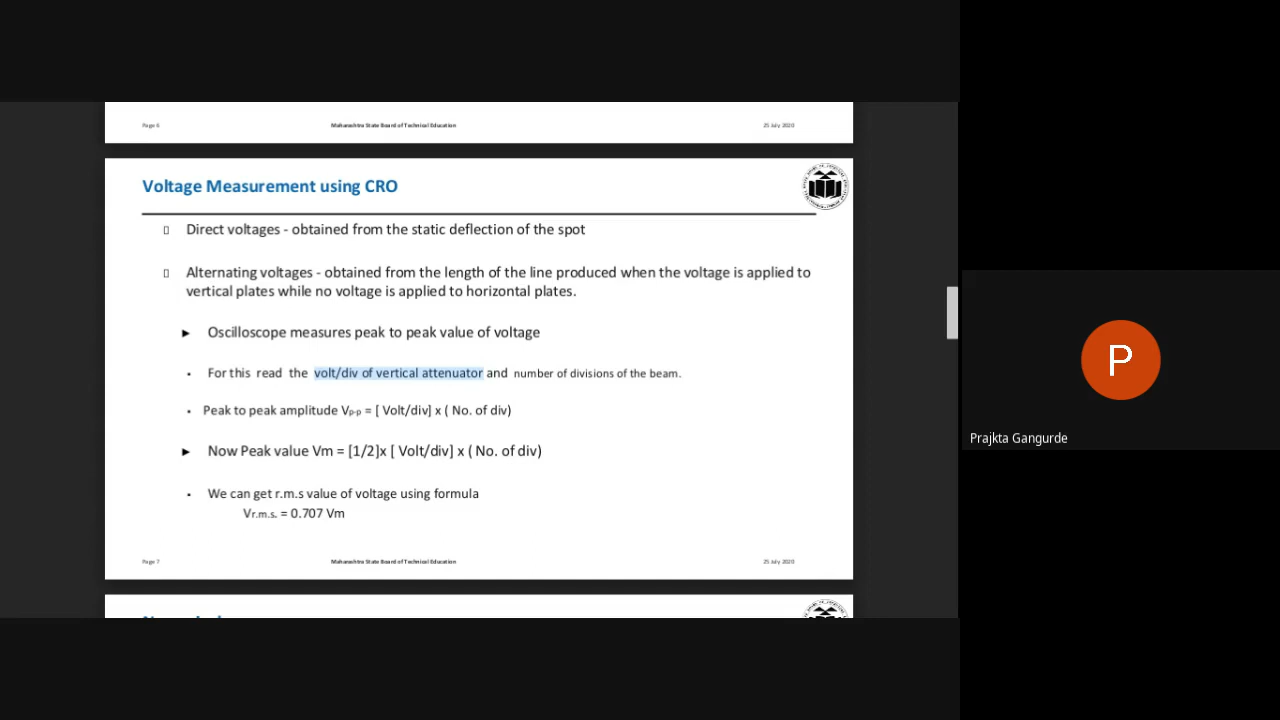 Page 6 Maharashtra State Board of Technical Education 25 July 2020
Voltage Measurement using CRO
Direct voltages - obtained from the static deflection of the spot
Alternating voltages - obtained from the length of the line produced when the voltage is applied to
vertical plates while no voltage is applied to horizontal plates.
► Oscilloscope measures peak to peak value of voltage
• For this read the volt/div of vertical attenuator and number of divisions of the beam.
• Peak to peak amplitude Vp-p = [ Volt/div] x ( No. of div)
► Now Peak value Vm = [1/2]x [ Volt/div] x ( No. of div)
• We can get r.m.s value of voltage using formula
Vr.m.s. = 0.707 Vm
Page 7 Maharashtra State Board of Technical Education 25 July 2020
P
Prajkta Gangurde